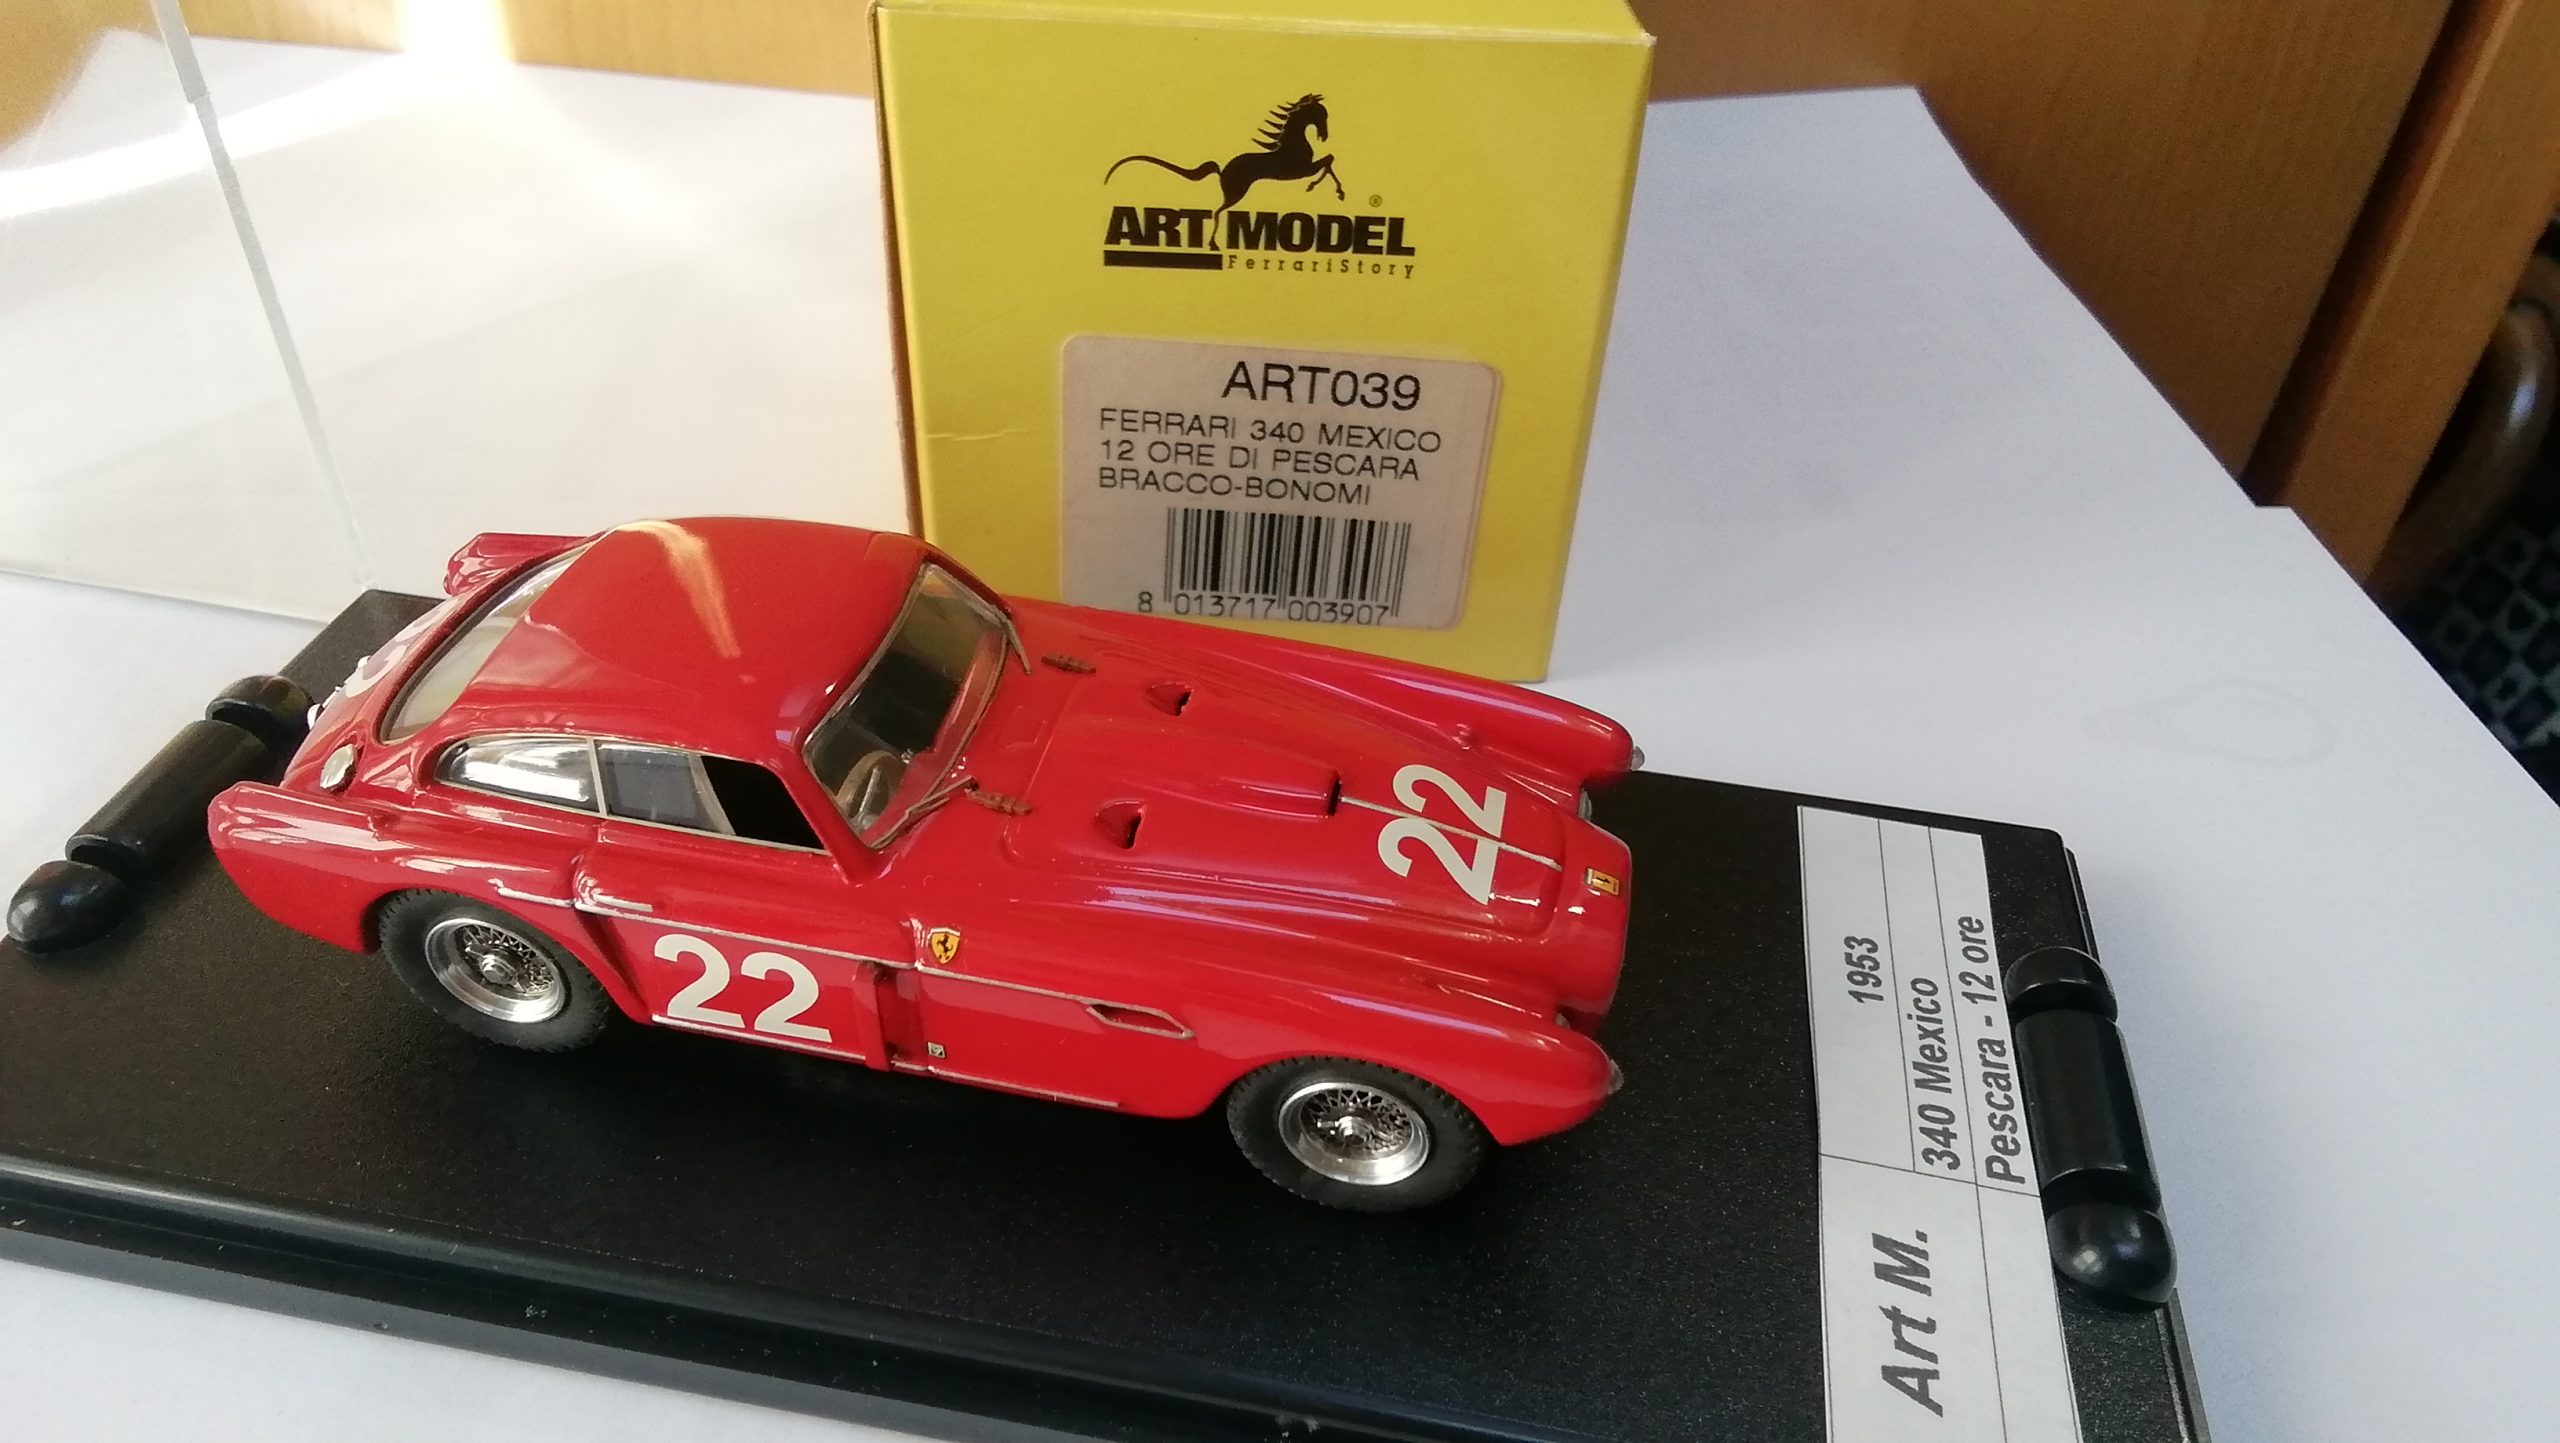 ART MODEL ®
FerrariStory
ART039
FERRARI 340 MEXICO
12 ORE DI PESCARA
BRACCO-BONOMI
8 013717 003907
22
22
1953
340 Mexico
Pescara - 12 ore
Art M.